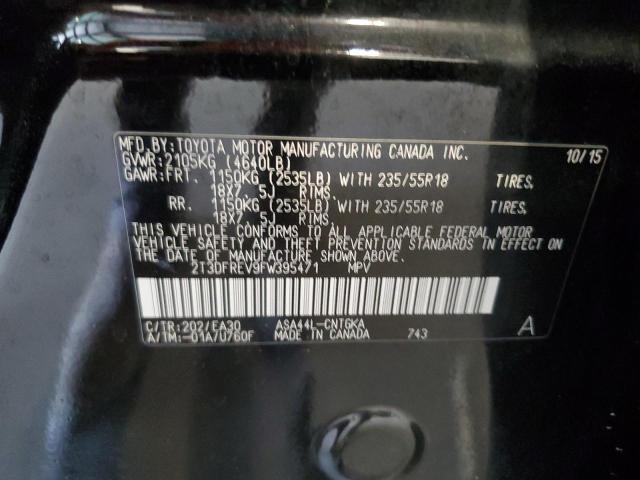 MFD.BY:TOYOTA MOTOR MANUFACTURING CANADA INC. 10/15
GVWR:2105KG (4640LB)
GAWR:FRT. 1150KG (2535LB) WITH 235/55R18 TIRES,
18X7.5J RIMS,
RR. 1150KG (2535LB) WITH 235/55R18 TIRES,
18X7.5J RIMS,
THIS VEHICLE CONFORMS TO ALL APPLICABLE FEDERAL MOTOR
VEHICLE SAFETY AND THEFT PREVENTION STANDARDS IN EFFECT ON
THE DATE OF MANUFACTURE SHOWN ABOVE.
2T3DFREV9FW395471 MPV
C/TR:202/EA30 ASA44L-CNTGKA A
A/TM:-01A/U760F MADE IN CANADA 743